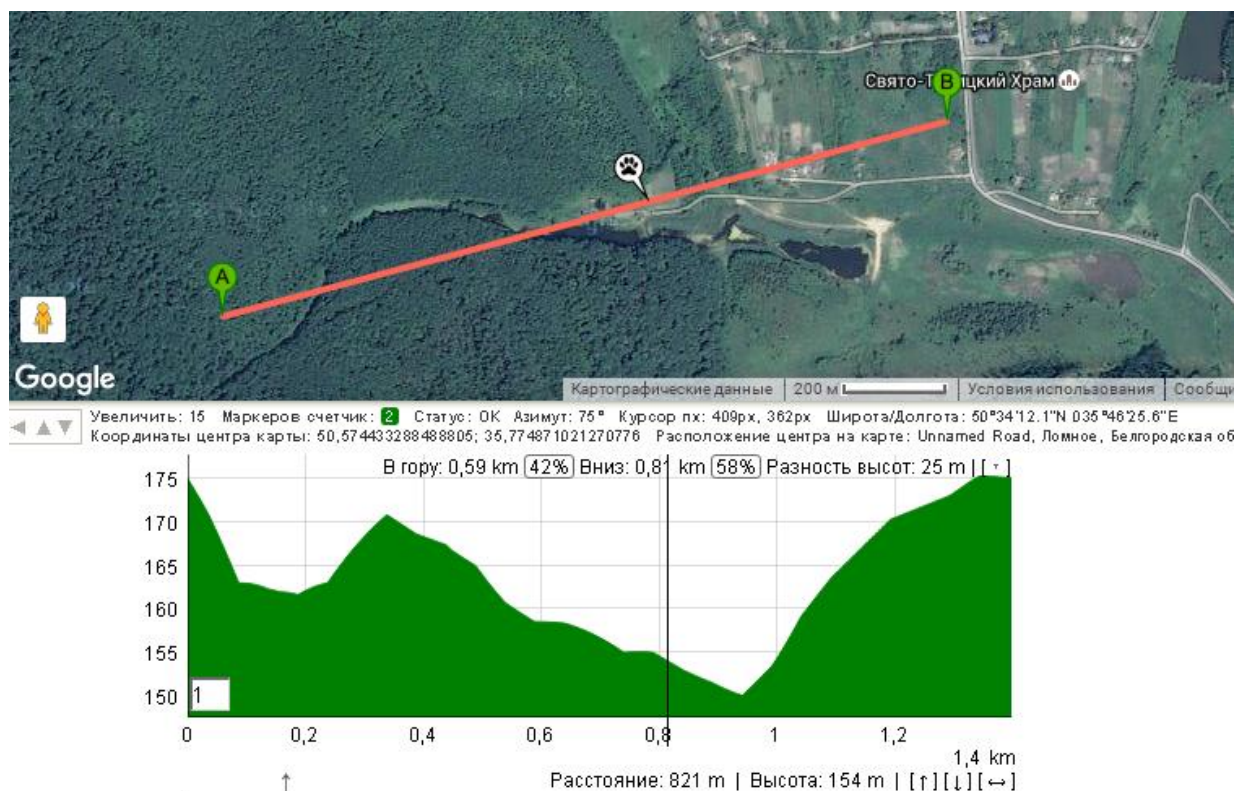 Свято-Т ицкий Храм
B
A
Google
Картографические данные 200 м Условия использования Сообщи
Увеличить: 15 Маркеров счетчик: 2 Статус: OK Азимут: 75° Курсор пх: 409рх, 362рх Широта/Долгота: 50°34'12.1"N 035°46'25.6"E
Координаты центра карты: 50,574433288488805; 35,774871021270776 Расположение центра на карте: Unnamed Road, Ломное, Белгородская об
В гору: 0,59 km 42% Вниз: 0,81 km 58% Разность высот: 25 m
175
170
165
160
155
150
1
0 0,2 0,4 0,6 0,8 1 1,2
1,4 km
↑ Расстояние: 821 m | Высота: 154 m | [↑][↓][↔]